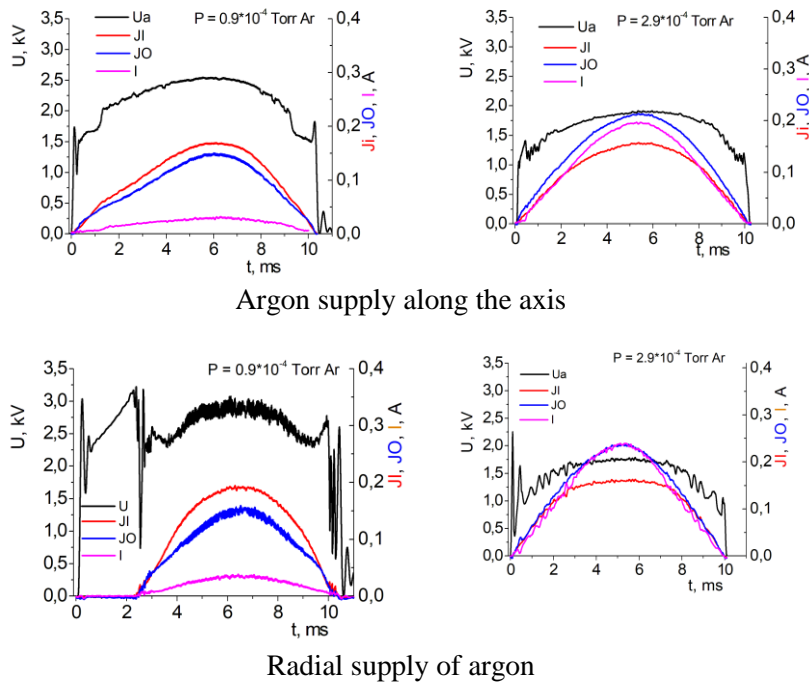 P = 0.9*10⁻⁴ Torr Ar
Ua
JI
JO
I
U, kV
3,5
3,0
2,5
2,0
1,5
1,0
0,5
0,0
0,4
0,3
0,2
0,1
0,0
Ji, JO, I, A
0 2 4 6 8 10
t, ms
P = 2.9*10⁻⁴ Torr Ar
Ua
JI
JO
I
U, kV
3,5
3,0
2,5
2,0
1,5
1,0
0,5
0,0
0,4
0,3
0,2
0,1
0,0
Ji, JO, I, A
0 2 4 6 8 10
t, ms
Argon supply along the axis
P = 0.9*10⁻⁴ Torr Ar
U
JI
JO
I
U, kV
3,5
3,0
2,5
2,0
1,5
1,0
0,5
0,0
0,4
0,3
0,2
0,1
0,0
JI, JO, I, A
0 2 4 6 8 10
t, ms
P = 2.9*10⁻⁴ Torr Ar
Ua
JI
JO
I
U, kV
3,5
3,0
2,5
2,0
1,5
1,0
0,5
0,0
0,4
0,3
0,2
0,1
0,0
JI, JO, I, A
0 2 4 6 8 10
t, ms
Radial supply of argon